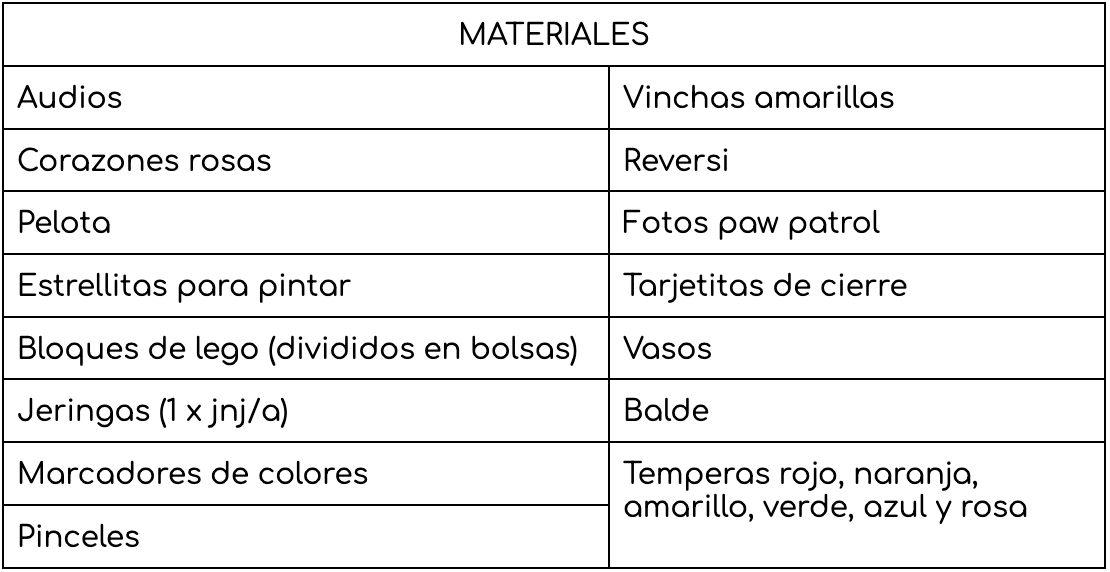 MATERIALES
Audios
Vinchas amarillas
Corazones rosas
Reversi
Pelota
Fotos paw patrol
Estrellitas para pintar
Tarjetitas de cierre
Bloques de lego (divididos en bolsas)
Vasos
Jeringas (1 x jnj/a)
Balde
Marcadores de colores
Temperas rojo, naranja,
amarillo, verde, azul y rosa
Pinceles